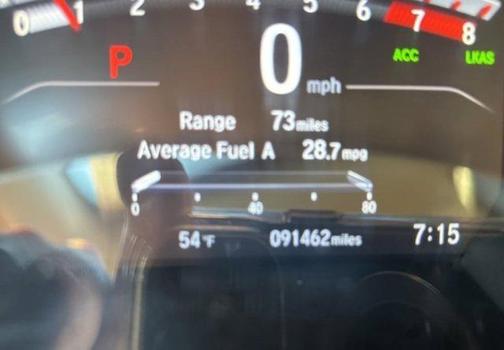 0 1 2 3 4 5 6 7 8
P 0 mph ACC LKAS
Range 73 miles
Average Fuel A 28.7 mpg
0 40 80
54°F 091462 miles 7:15